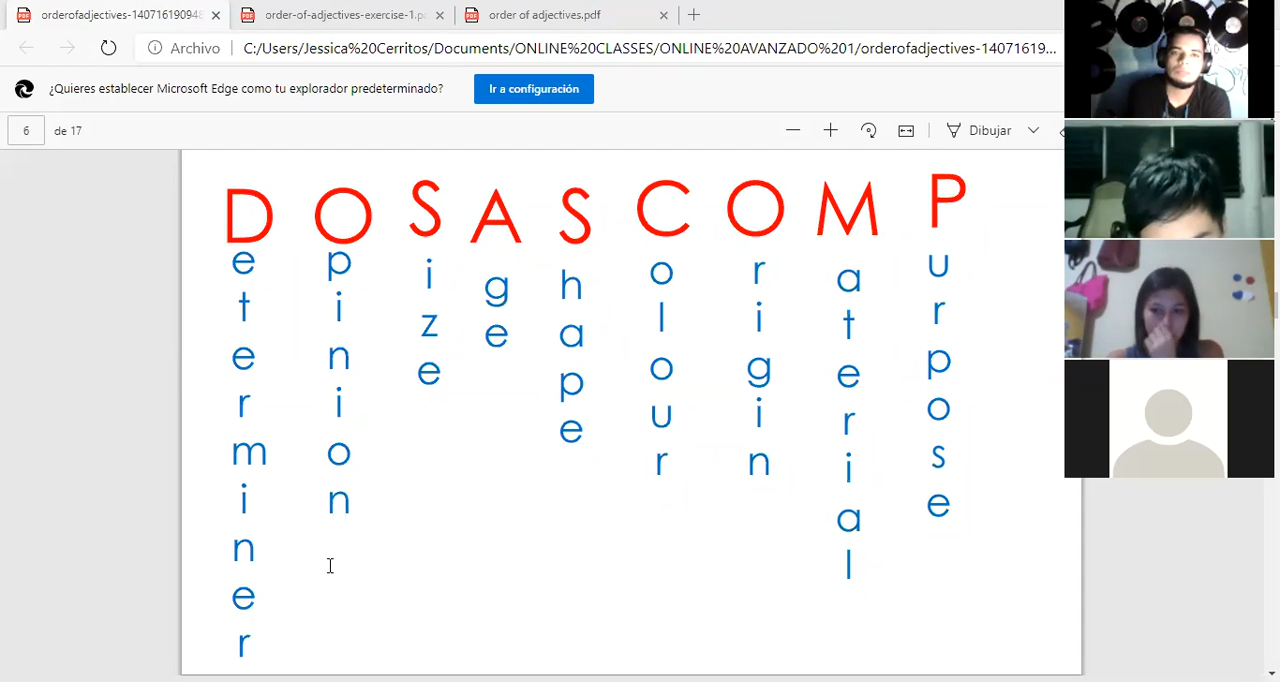 orderofadjectives-140716190948
order-of-adjectives-exercise-1.pd
order of adjectives.pdf
Archivo
C:/Users/Jessica%20Cerritos/Documents/ONLINE%20CLASSES/ONLINE%20AVANZADO%201/orderofadjectives-14071619...
¿Quieres establecer Microsoft Edge como tu explorador predeterminado?
Ir a configuración
6 de 17
Dibujar
Determiner
Opinion
Size
Age
Shape
Colour
Origin
Material
Purpose